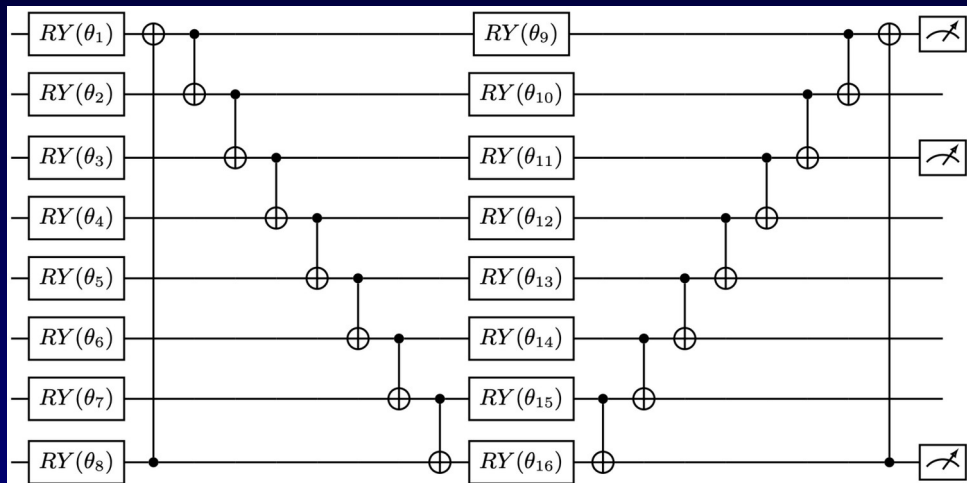 RY(θ₁) RY(θ₉)
RY(θ₂) RY(θ₁₀)
RY(θ₃) RY(θ₁₁)
RY(θ₄) RY(θ₁₂)
RY(θ₅) RY(θ₁₃)
RY(θ₆) RY(θ₁₄)
RY(θ₇) RY(θ₁₅)
RY(θ₈) RY(θ₁₆)